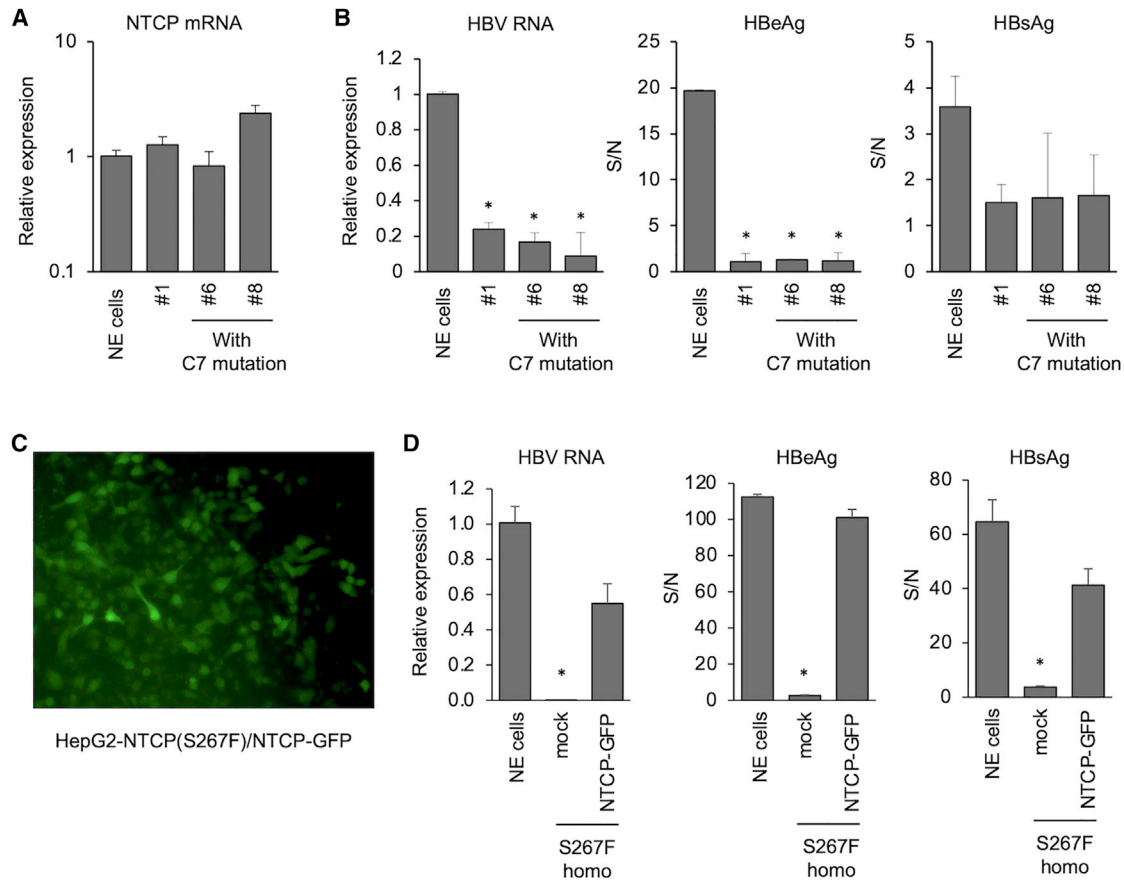 A
NTCP mRNA
10
1
0.1
Relative expression
NE cells
#1
#6
#8
With
C7 mutation
B
HBV RNA
1.2
1
0.8
0.6
0.4
0.2
0
Relative expression
*
*
*
NE cells
#1
#6
#8
With
C7 mutation
HBeAg
25
20
15
10
5
0
S/N
*
*
*
NE cells
#1
#6
#8
With
C7 mutation
HBsAg
5
4
3
2
1
0
S/N
NE cells
#1
#6
#8
With
C7 mutation
C
HepG2-NTCP(S267F)/NTCP-GFP
D
HBV RNA
1.2
1.0
0.8
0.6
0.4
0.2
0.0
Relative expression
*
NE cells
mock
NTCP-GFP
S267F
homo
HBeAg
120
100
80
60
40
20
0
S/N
*
NE cells
mock
NTCP-GFP
S267F
homo
HBsAg
80
60
40
20
0
S/N
*
NE cells
mock
NTCP-GFP
S267F
homo